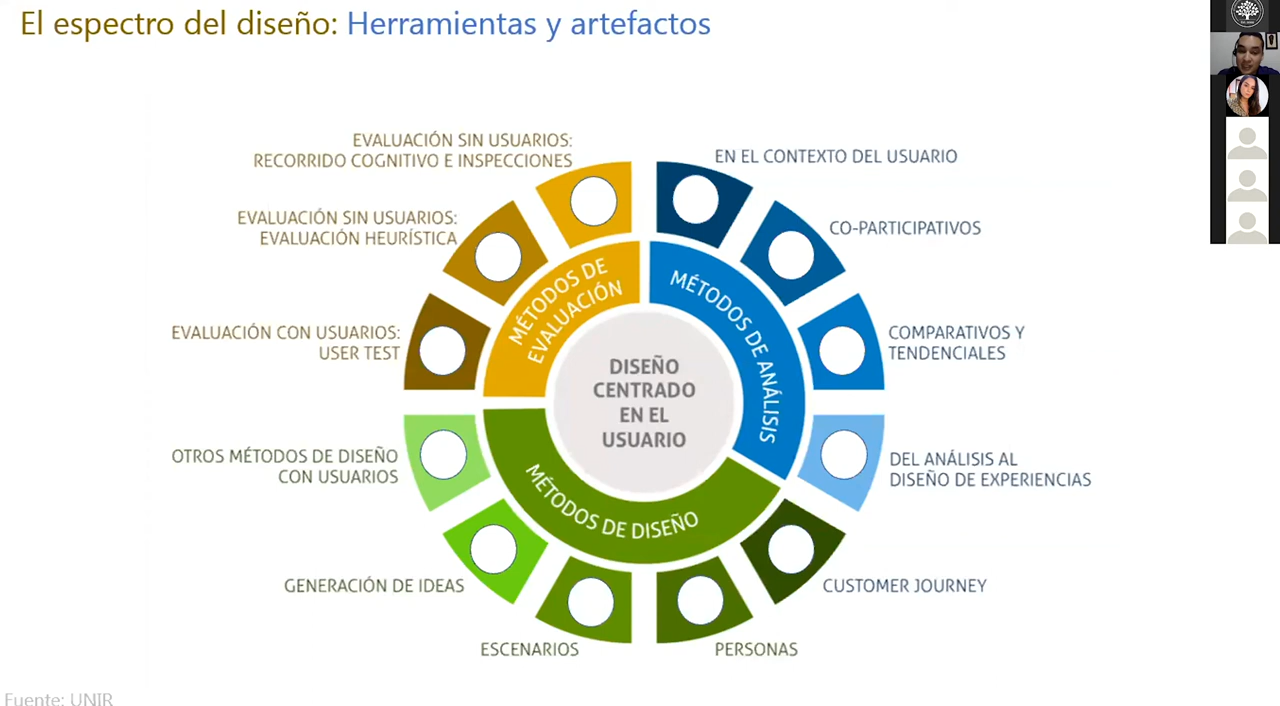 El espectro del diseño: Herramientas y artefactos
EVALUACIÓN SIN USUARIOS:
RECORRIDO COGNITIVO E INSPECCIONES
EN EL CONTEXTO DEL USUARIO
EVALUACIÓN SIN USUARIOS:
EVALUACIÓN HEURÍSTICA
CO-PARTICIPATIVOS
EVALUACIÓN CON USUARIOS:
USER TEST
COMPARATIVOS Y
TENDENCIALES
MÉTODOS DE
EVALUACIÓN
MÉTODOS DE ANÁLISIS
DISEÑO
CENTRADO
EN EL
USUARIO
MÉTODOS DE DISEÑO
OTROS MÉTODOS DE DISEÑO
CON USUARIOS
DEL ANÁLISIS AL
DISEÑO DE EXPERIENCIAS
GENERACIÓN DE IDEAS
CUSTOMER JOURNEY
ESCENARIOS
PERSONAS
Fuente: UNIR